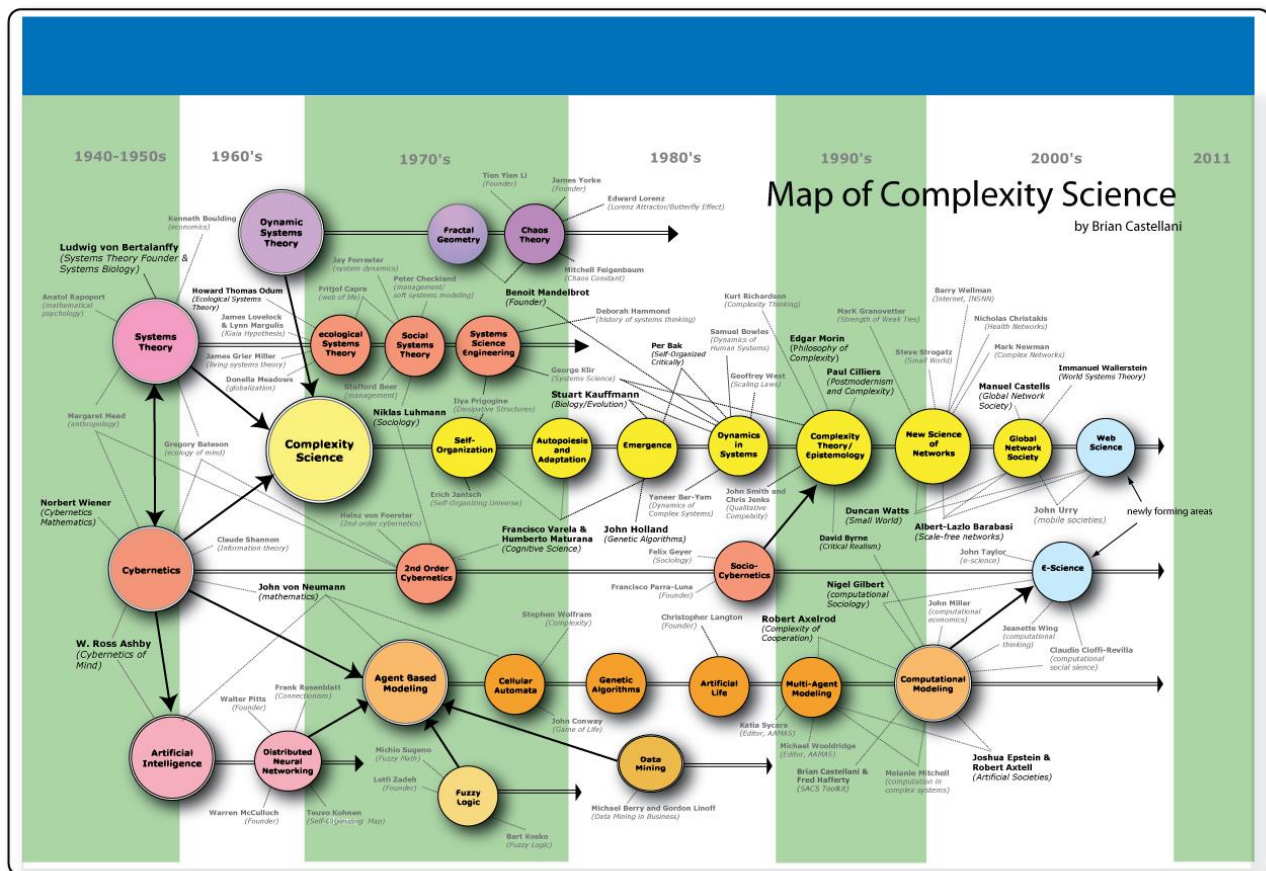 1940-1950s
1960's
1970's
1980's
1990's
2000's
2011
Map of Complexity Science
by Brian Castellani
Tien Yien Li
(Founder)
James Yorke
(Founder)
Edward Lorenz
(Lorenz Attractor/Butterfly Effect)
Kenneth Boulding
(economics)
Dynamic
Systems
Theory
Fractal
Geometry
Chaos
Theory
Ludwig von Bertalanffy
(Systems Theory Founder &
Systems Biology)
Jay Forrester
(system dynamics)
Mitchell Feigenbaum
(Chaos Constant)
Peter Checkland
(management/
soft systems modeling)
Howard Thomas Odum
(Ecological Systems
Theory)
Fritjof Capra
(web of life)
Benoit Mandelbrot
(Founder)
Anatol Rapoport
(mathematical
psychology)
James Lovelock
& Lynn Margulis
(Gaia Hypothesis)
Deborah Hammond
(history of systems thinking)
Kurt Richardson
(Complexity Thinking)
Barry Wellman
(Internet, INSNN)
Mark Granovetter
(Strength of Weak Ties)
Nicholas Christakis
(Health Networks)
Systems
Theory
ecological
Systems
Theory
Social
Systems
Theory
Systems
Science
Engineering
Samuel Bowles
(Dynamics of
Human Systems)
Per Bak
(Self-Organized
Critically)
Edgar Morin
(Philosophy of
Complexity)
Steve Strogatz
(Small World)
Mark Newman
(Complex Networks)
James Grier Miller
(living systems theory)
George Klir
(Systems Science)
Geoffrey West
(Scaling Laws)
Paul Cilliers
(Postmodernism
and Complexity)
Manuel Castells
(Global Network
Society)
Immanuel Wallerstein
(World Systems Theory)
Donella Meadows
(globalization)
Stafford Beer
(management)
Ilya Prigogine
(Dissipative Structures)
Stuart Kauffmann
(Biology/Evolution)
Margaret Mead
(anthropology)
Niklas Luhmann
(Sociology)
Gregory Bateson
(ecology of mind)
Complexity
Science
Self-
Organization
Autopoiesis
and
Adaptation
Emergence
Dynamics
in
Systems
Complexity
Theory/
Epistemology
New Science
of
Networks
Global
Network
Society
Web
Science
Erich Jantsch
(Self-Organizing Universe)
Yaneer Bar-Yam
(Dynamics of
Complex Systems)
John Smith and
Chris Jenks
(Qualitative
Compebity)
Norbert Wiener
(Cybernetics
Mathematics)
Heinz von Foerster
(2nd order cybernetics)
Francisco Varela &
Humberto Maturana
(Cognitive Science)
John Holland
(Genetic Algorithms)
Duncan Watts
(Small World)
Albert-Lazlo Barabasi
(Scale-free networks)
John Urry
(mobile societies)
newly forming areas
Claude Shannon
(Information theory)
David Byrne
(Critical Realism)
John Taylor
(e-science)
Cybernetics
2nd Order
Cybernetics
Felix Geyer
(Sociology)
Socio-
Cybernetics
E-Science
John von Neumann
(mathematics)
Francisco Parra-Luna
(Founder)
Nigel Gilbert
(computational
Sociology)
John Miller
(computational
economics)
W. Ross Ashby
(Cybernetics of
Mind)
Stephen Wolfram
(Complexity)
Christopher Langton
(Founder)
Robert Axelrod
(Complexity of
Cooperation)
Jeanette Wing
(computational
thinking)
Claudio Cioffi-Revilla
(computational
social sience)
Agent Based
Modeling
Cellular
Automata
Genetic
Algorithms
Artificial
Life
Multi-Agent
Modeling
Computational
Modeling
Frank Rosenblatt
(Connectionism)
Walter Pitts
(Founder)
John Conway
(Game of Life)
Katia Sycara
(Editor, AAMAS)
Michael Wooldridge
(Editor, AAMAS)
Artificial
Intelligence
Distributed
Neural
Networking
Michio Sugeno
(Fuzzy Math)
Lotfi Zadeh
(Founder)
Fuzzy
Logic
Data
Mining
Brian Castellani &
Fred Hafferty
(SACS Toolkit)
Melanie Mitchell
(computation in
complex systems)
Joshua Epstein &
Robert Axtell
(Artificial Societies)
Warren McCulloch
(Founder)
Teuvo Kohnen
(Self-Organizing Map)
Michael Berry and Gordon Linoff
(Data Mining in Business)
Bart Kosko
(Fuzzy Logic)